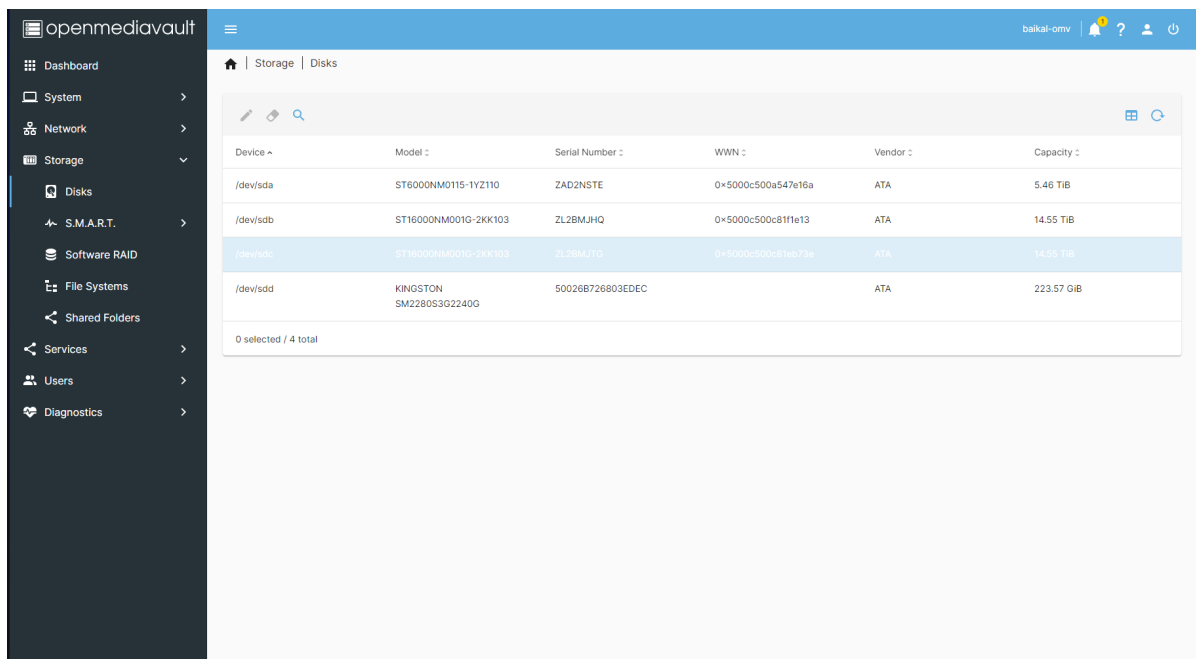 openmediavault
baikal-omv 1 ?
Dashboard
Storage Disks
System
Network
Storage
Disks
S.M.A.R.T.
Software RAID
File Systems
Shared Folders
Services
Users
Diagnostics
Device Model Serial Number WWN Vendor Capacity
/dev/sda ST6000NM0115-1YZ110 ZAD2NSTE 0x5000c500a547e16a ATA 5.46 TiB
/dev/sdb ST16000NM001G-2KK103 ZL2BMJHQ 0x5000c500c81f1e13 ATA 14.55 TiB
/dev/sdc ST16000NM001G-2KK103 ZL2BMJTG 0x5000c500c81eb73e ATA 14.55 TiB
/dev/sdd KINGSTON 50026B726803EDEC ATA 223.57 GiB
SM2280S3G2240G
0 selected / 4 total